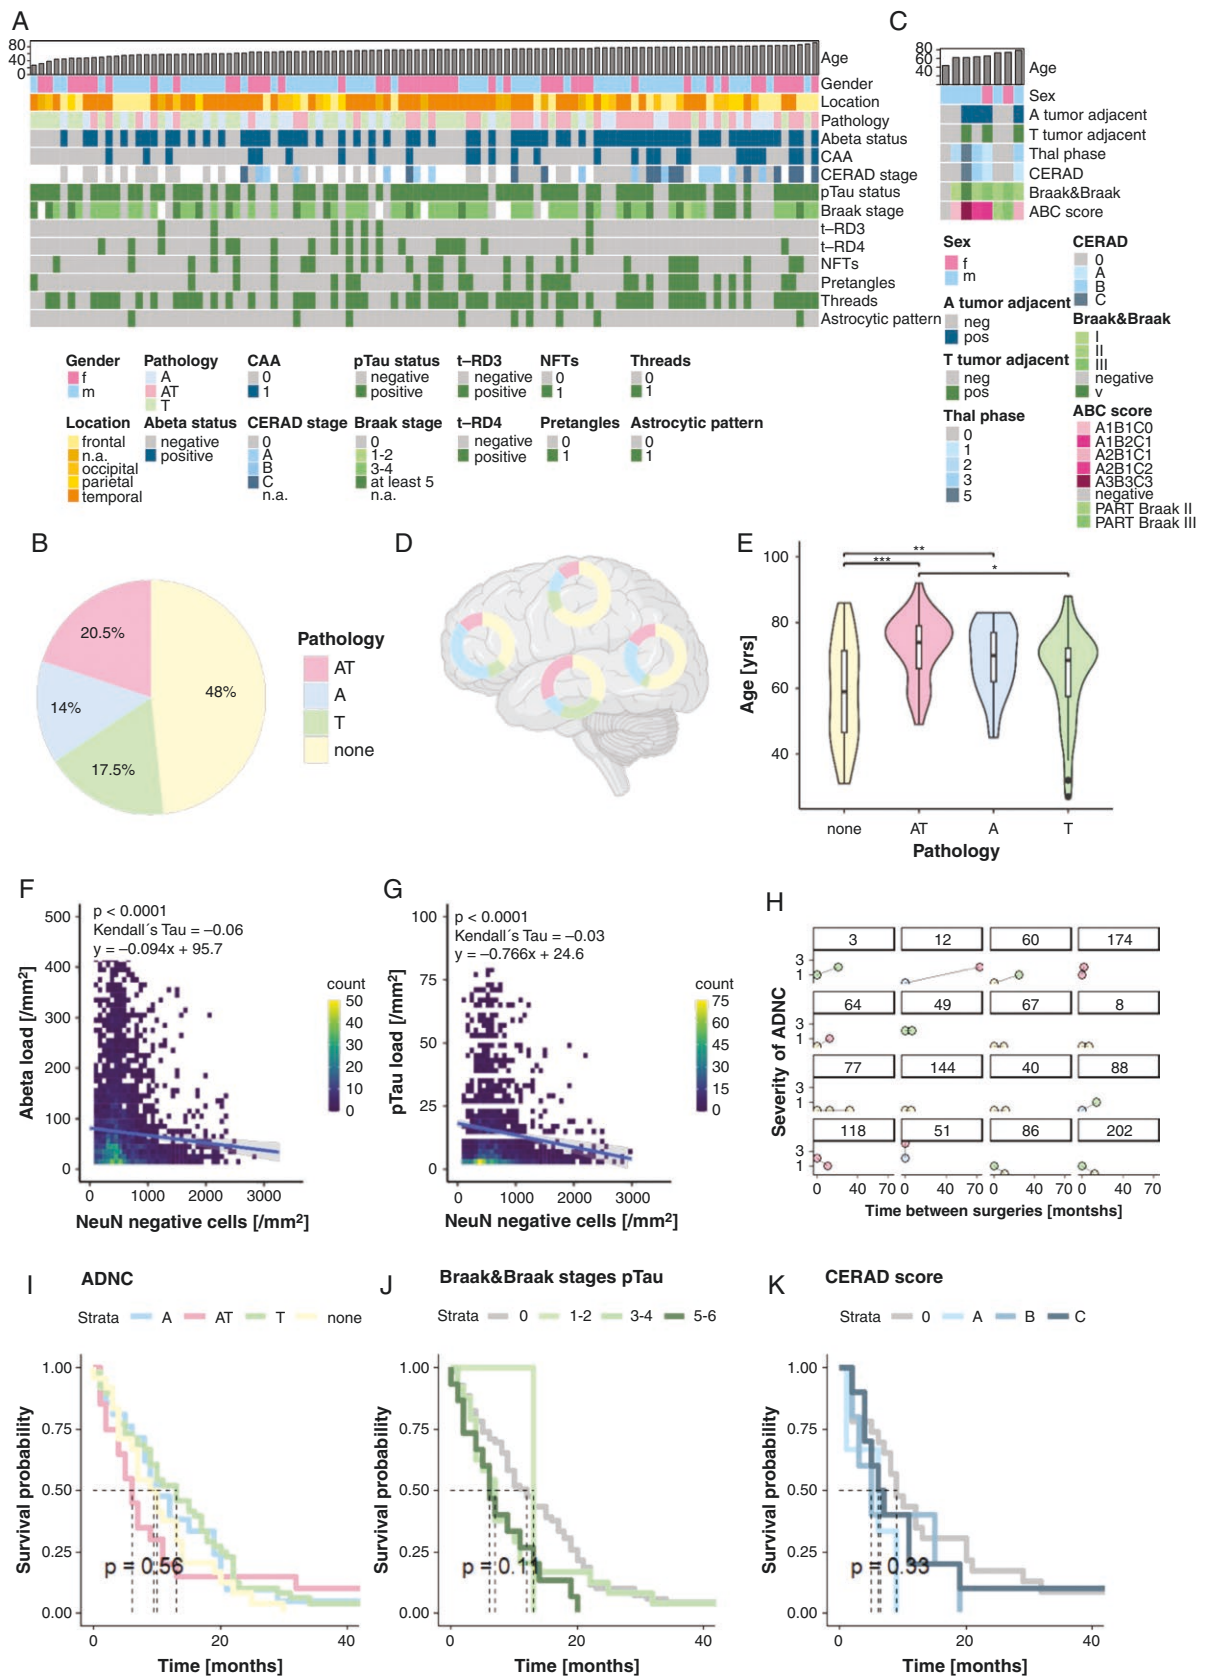 A
80
40
0
Age
Gender
Location
Pathology
Abeta status
CAA
CERAD stage
pTau status
Braak stage
t–RD3
t–RD4
NFTs
Pretangles
Threads
Astrocytic pattern
Gender
f
m
Pathology
A
AT
T
CAA
0
1
pTau status
negative
positive
t–RD3
negative
positive
NFTs
0
1
Threads
0
1
Location
frontal
n.a.
occipital
parietal
temporal
Abeta status
negative
positive
CERAD stage
0
A
B
C
n.a.
Braak stage
0
1-2
3-4
at least 5
n.a.
t–RD4
negative
positive
Pretangles
0
1
Astrocytic pattern
0
1
C
80
60
40
Age
Sex
A tumor adjacent
T tumor adjacent
Thal phase
CERAD
Braak&Braak
ABC score
Sex
f
m
A tumor adjacent
neg
pos
T tumor adjacent
neg
pos
Thal phase
0
1
2
3
5
CERAD
0
A
B
C
Braak&Braak
I
II
III
negative
v
ABC score
A1B1C0
A1B2C1
A2B1C1
A2B1C2
A3B3C3
negative
PART Braak II
PART Braak III
B
20.5%
48%
14%
17.5%
Pathology
AT
A
T
none
D
E
100
80
60
40
Age [yrs]
**
***
*
none AT A T
Pathology
F
p < 0.0001
Kendall´s Tau = –0.06
y = –0.094x + 95.7
500
400
300
200
100
0
Abeta load [/mm²]
count
50
40
30
20
10
0
0 1000 2000 3000
NeuN negative cells [/mm²]
G
p < 0.0001
Kendall´s Tau = –0.03
y = –0.766x + 24.6
100
75
50
25
0
pTau load [/mm²]
count
75
60
45
30
15
0
0 1000 2000 3000
NeuN negative cells [/mm²]
H
Severity of ADNC
3 12 60 174
3
1
64 49 67 8
3
1
77 144 40 88
3
1
118 51 86 202
3
1
0 40 70 0 40 70 0 40 70 0 40 70
Time between surgeries [montshs]
I
ADNC
Strata A AT T none
1.00
0.75
0.50
0.25
0.00
Survival probability
p = 0.56
0 20 40
Time [months]
J
Braak&Braak stages pTau
Strata 0 1-2 3-4 5-6
1.00
0.75
0.50
0.25
0.00
Survival probability
p = 0.11
0 20 40
Time [months]
K
CERAD score
Strata 0 A B C
1.00
0.75
0.50
0.25
0.00
Survival probability
p = 0.33
0 20 40
Time [months]